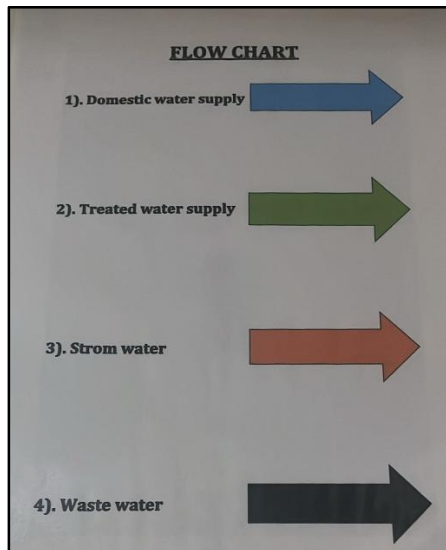 FLOW CHART
1). Domestic water supply
2). Treated water supply
3). Strom water
4). Waste water